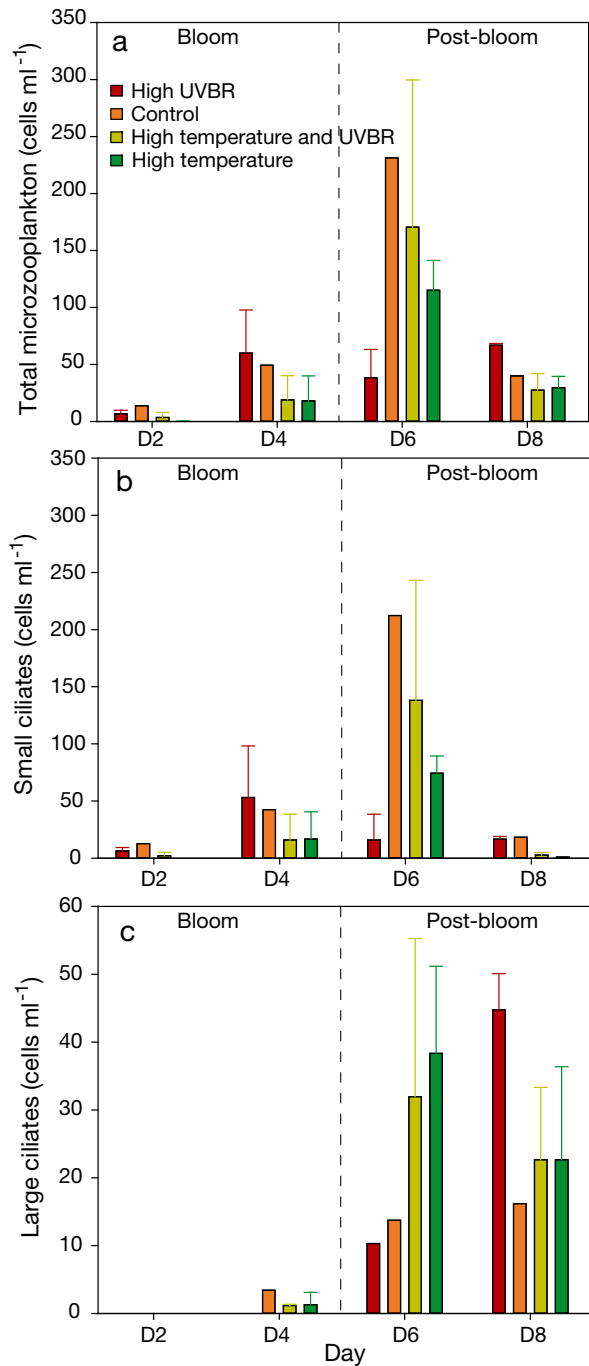 a
Bloom
Post-bloom
High UVBR
Control
High temperature and UVBR
High temperature
Total microzooplankton (cells ml⁻¹)
350
300
250
200
150
100
50
0
D2 D4 D6 D8
b
Bloom
Post-bloom
Small ciliates (cells ml⁻¹)
350
300
250
200
150
100
50
0
D2 D4 D6 D8
c
Bloom
Post-bloom
Large ciliates (cells ml⁻¹)
60
50
40
30
20
10
0
D2 D4 D6 D8
Day